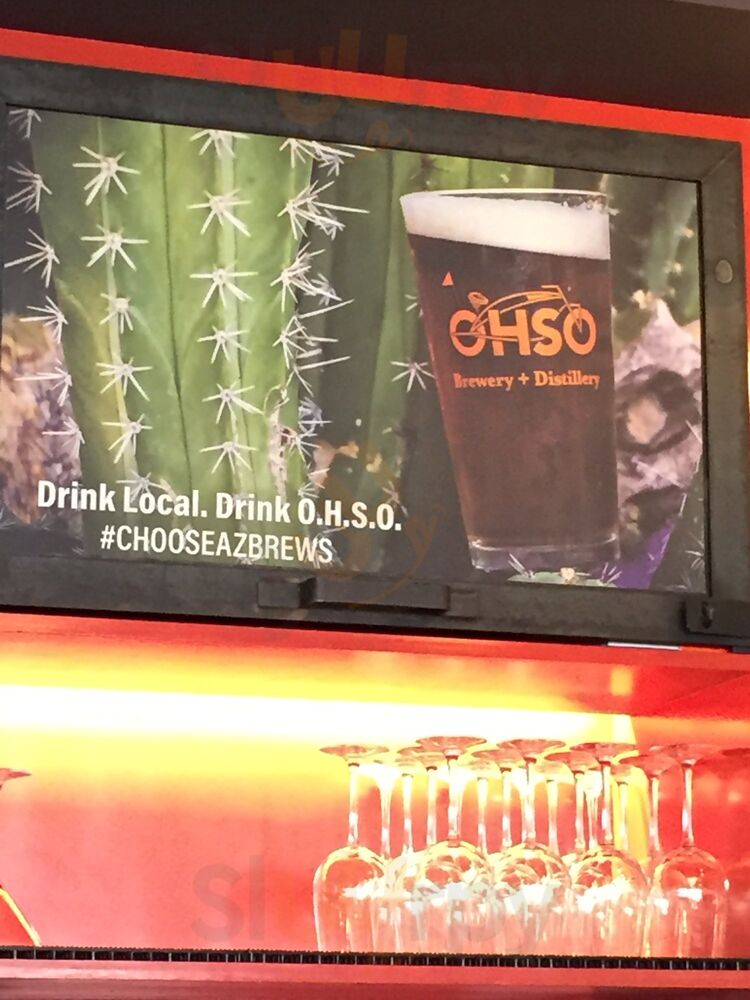 OHSO
Brewery + Distillery
Drink Local. Drink O.H.S.O.
#CHOOSEAZBREWS